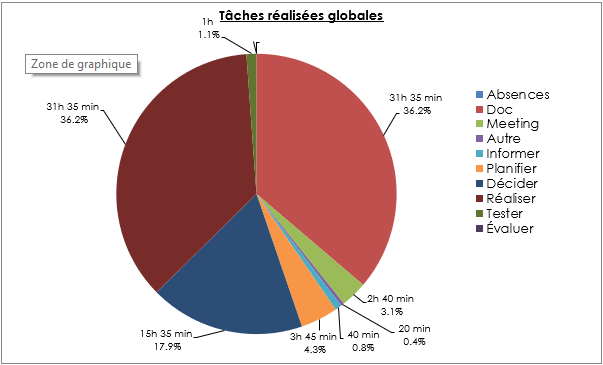 Tâches réalisées globales
1h
1.1%
Zone de graphique
31h 35 min
36.2%
31h 35 min
36.2%
Absences
Doc
Meeting
Autre
Informer
Planifier
Décider
Réaliser
Tester
Évaluer
2h 40 min
3.1%
20 min
0.4%
40 min
0.8%
3h 45 min
4.3%
15h 35 min
17.9%